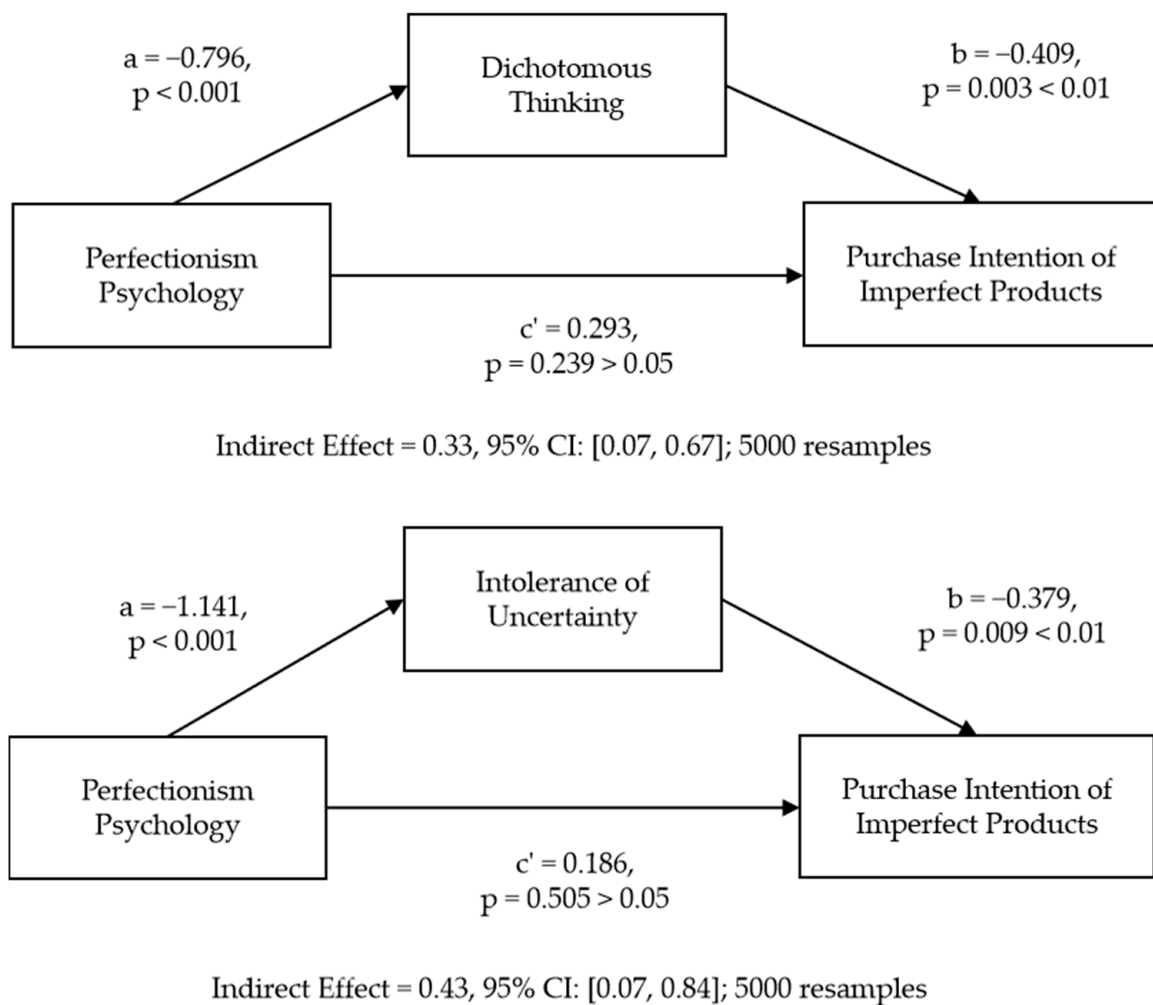 a = −0.796,
p < 0.001
Dichotomous
Thinking
b = −0.409,
p = 0.003 < 0.01
Perfectionism
Psychology
Purchase Intention of
Imperfect Products
c' = 0.293,
p = 0.239 > 0.05
Indirect Effect = 0.33, 95% CI: [0.07, 0.67]; 5000 resamples
a = −1.141,
p < 0.001
Intolerance of
Uncertainty
b = −0.379,
p = 0.009 < 0.01
Perfectionism
Psychology
Purchase Intention of
Imperfect Products
c' = 0.186,
p = 0.505 > 0.05
Indirect Effect = 0.43, 95% CI: [0.07, 0.84]; 5000 resamples